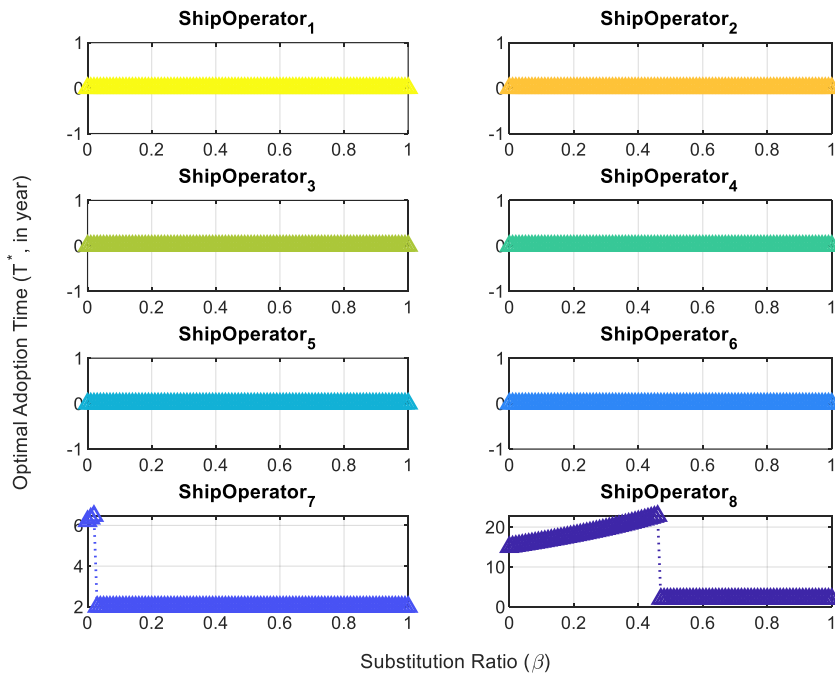 ShipOperator1
ShipOperator2
1
0
-1
0 0.2 0.4 0.6 0.8 1
1
0
-1
0 0.2 0.4 0.6 0.8 1
ShipOperator3
ShipOperator4
1
0
-1
0 0.2 0.4 0.6 0.8 1
1
0
-1
0 0.2 0.4 0.6 0.8 1
ShipOperator5
ShipOperator6
1
0
-1
0 0.2 0.4 0.6 0.8 1
1
0
-1
0 0.2 0.4 0.6 0.8 1
ShipOperator7
ShipOperator8
6
4
2
0 0.2 0.4 0.6 0.8 1
20
10
0
0 0.2 0.4 0.6 0.8 1
Optimal Adoption Time (T*, in year)
Substitution Ratio (β)